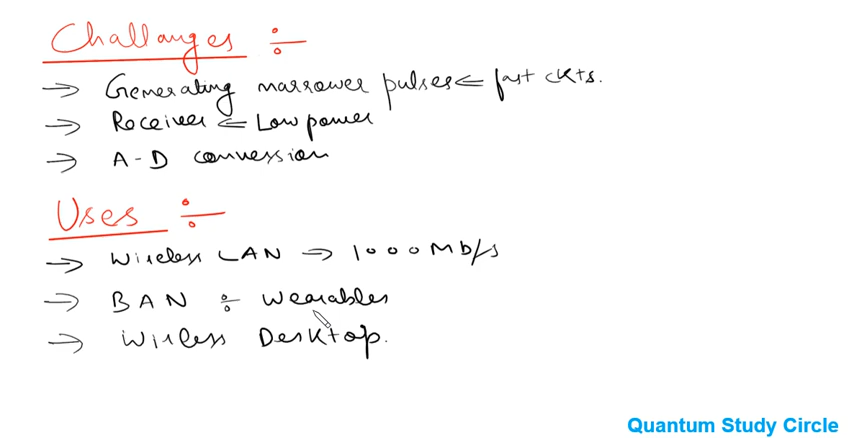 Challanges ÷
→ Generating narrower pulses ⇐ fast ckts.
→ Receiver ⇐ Low power
→ A-D conversion
Uses ÷
→ Wireless LAN → 1000 Mb/s
→ BAN ÷ Wearables
→ Wirless Desktop.
Quantum Study Circle